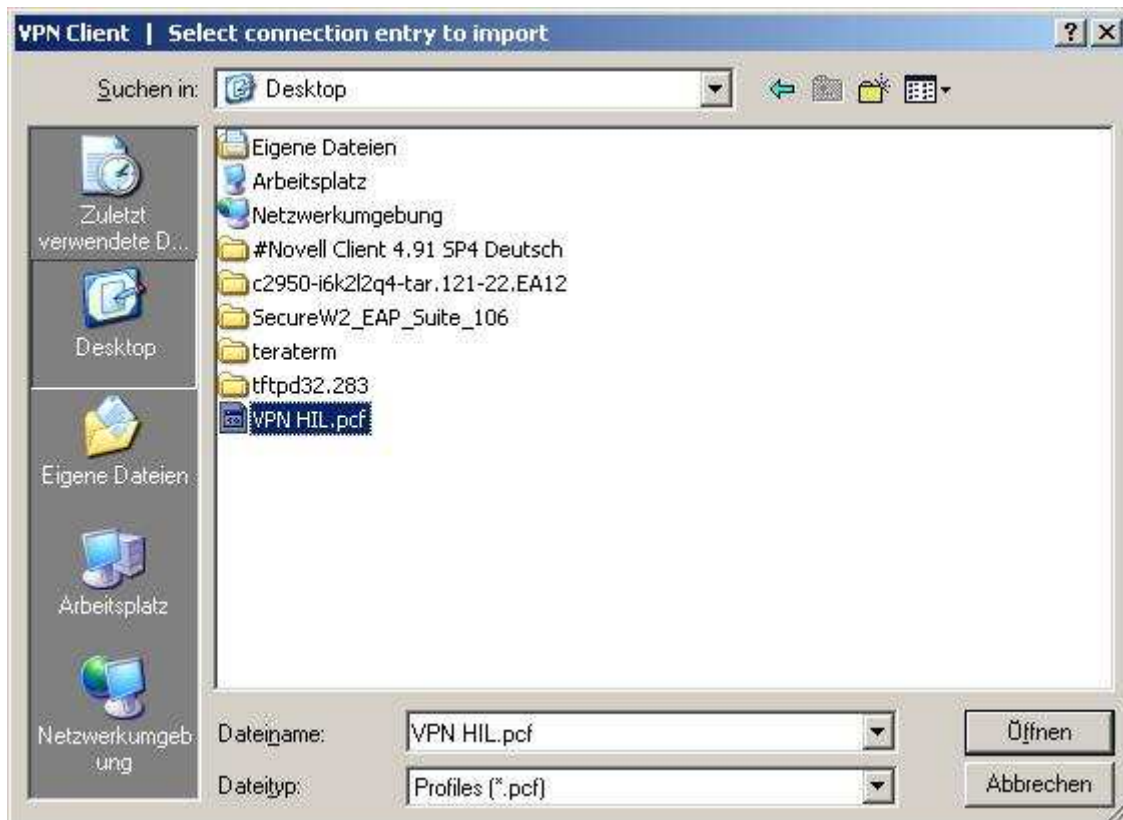 VPN Client | Select connection entry to import
Suchen in:
Desktop
Zuletzt
verwendete D...
Desktop
Eigene Dateien
Arbeitsplatz
Netzwerkumgeb
ung
Eigene Dateien
Arbeitsplatz
Netzwerkumgebung
#Novell Client 4.91 SP4 Deutsch
c2950-i6k2l2q4-tar.121-22.EA12
SecureW2_EAP_Suite_106
teraterm
tftpd32.283
VPN HIL.pcf
Dateiname:
VPN HIL.pcf
Öffnen
Dateityp:
Profiles (*.pcf)
Abbrechen